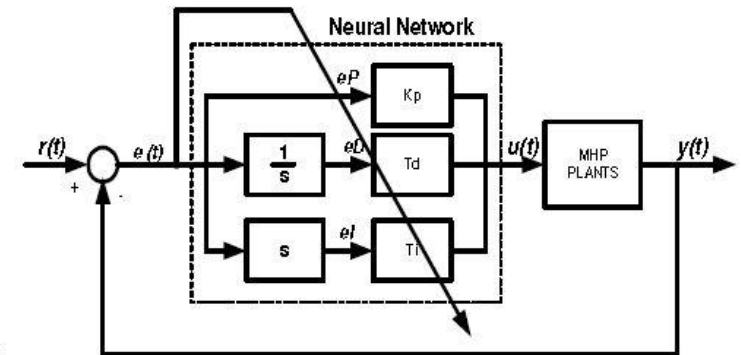 Neural Network
eP
Kp
r(t)
e(t)
1
s
eD
Td
u(t)
MHP
PLANTS
y(t)
+
-
s
eI
Ti